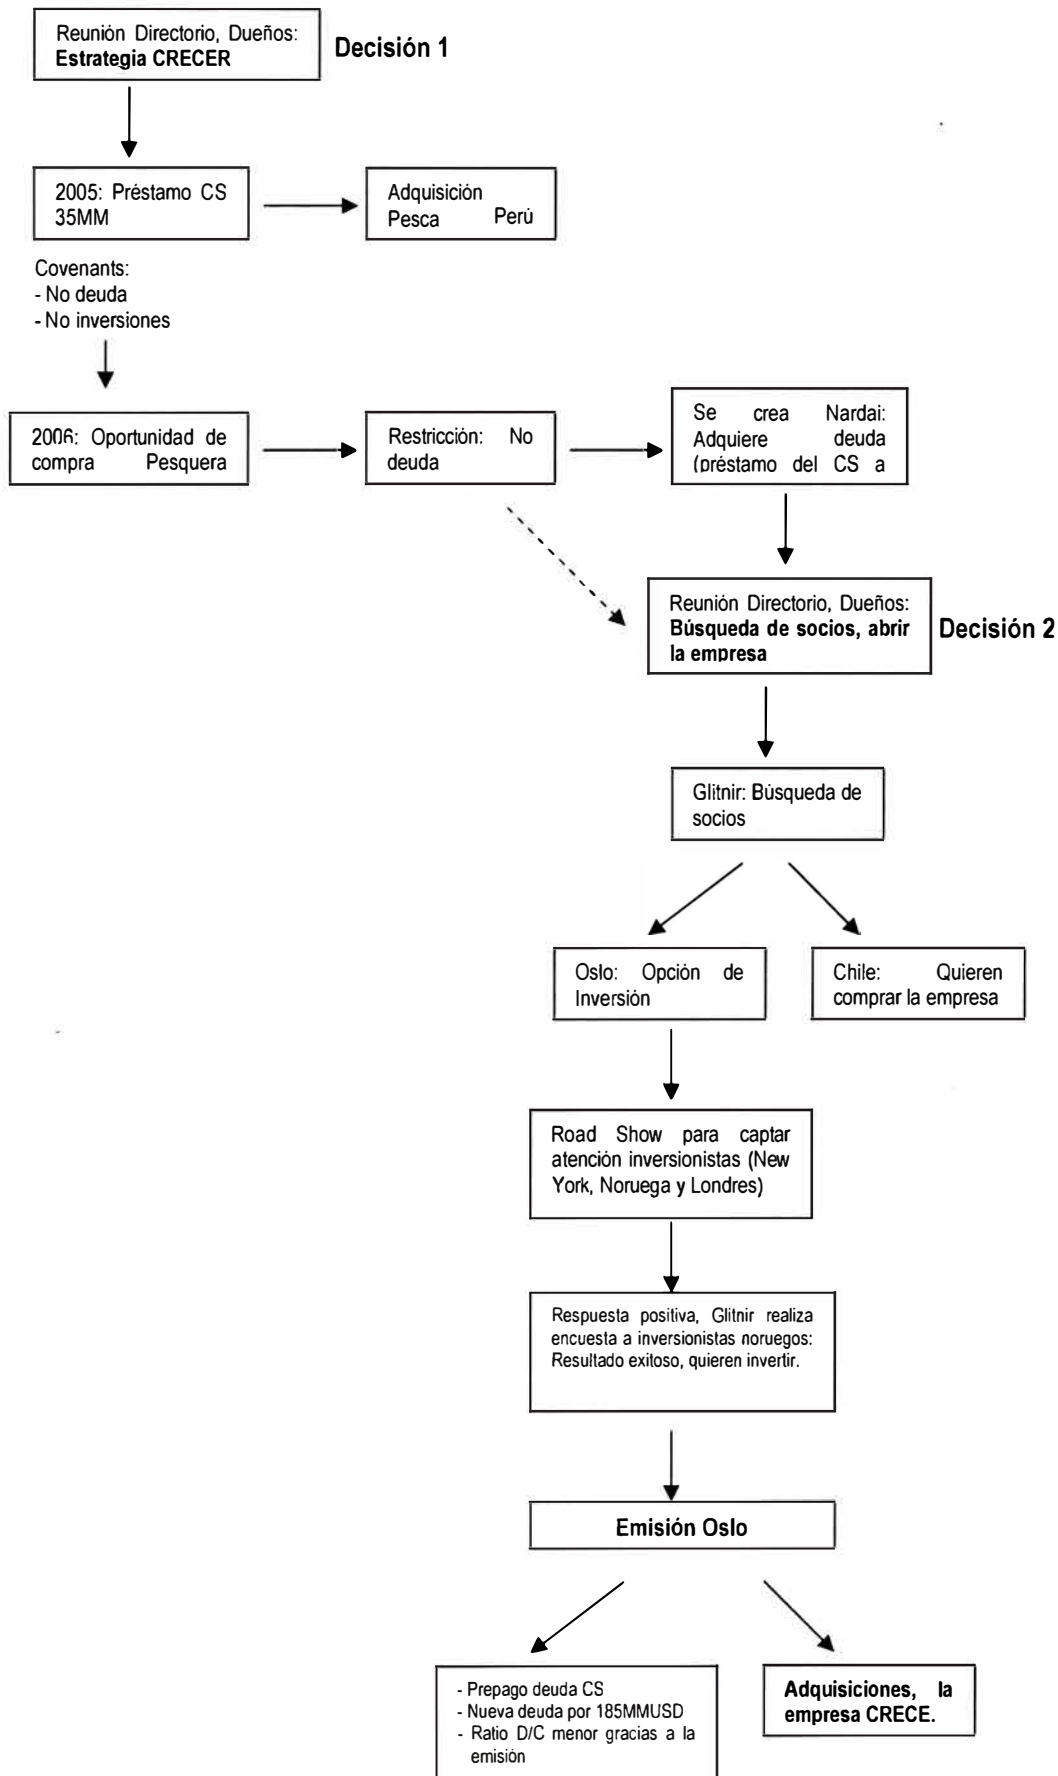 Reunión Directorio, Dueños:
Estrategia CRECER
Decisión 1
2005: Préstamo CS
35MM
Adquisición
Pesca Perú
Covenants:
- No deuda
- No inversiones
2006: Oportunidad de
compra Pesquera
Restricción: No
deuda
Se crea Nardai:
Adquiere deuda
(préstamo del CS a
Reunión Directorio, Dueños:
Búsqueda de socios, abrir
la empresa
Decisión 2
Glitnir: Búsqueda de
socios
Oslo: Opción de
Inversión
Chile: Quieren
comprar la empresa
Road Show para captar
atención inversionistas (New
York, Noruega y Londres)
Respuesta positiva, Glitnir realiza
encuesta a inversionistas noruegos:
Resultado exitoso, quieren invertir.
Emisión Oslo
- Prepago deuda CS
- Nueva deuda por 185MMUSD
- Ratio D/C menor gracias a la
emisión
Adquisiciones, la
empresa CRECE.